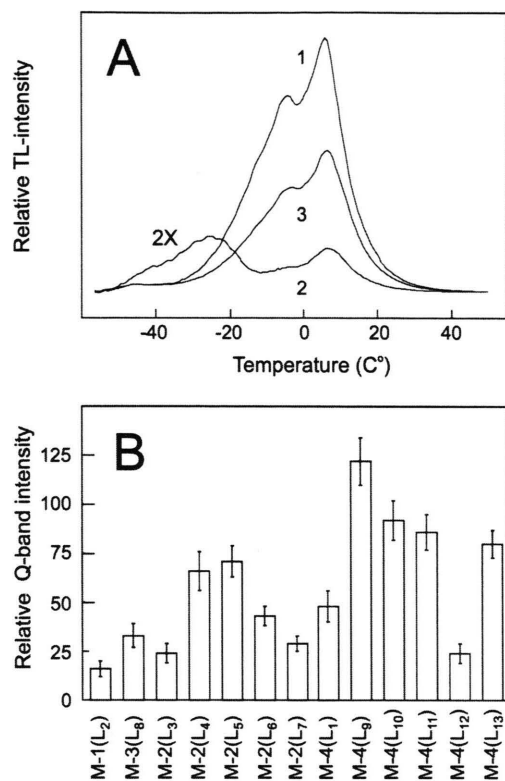 A
Relative TL-intensity
1
3
2X
2
-40 -20 0 20 40
Temperature (C°)
B
Relative Q-band intensity
125
100
75
50
25
0
M-1(L₂)
M-3(L₈)
M-2(L₃)
M-2(L₄)
M-2(L₅)
M-2(L₆)
M-2(L₇)
M-4(L₁)
M-4(L₉)
M-4(L₁₀)
M-4(L₁₁)
M-4(L₁₂)
M-4(L₁₃)